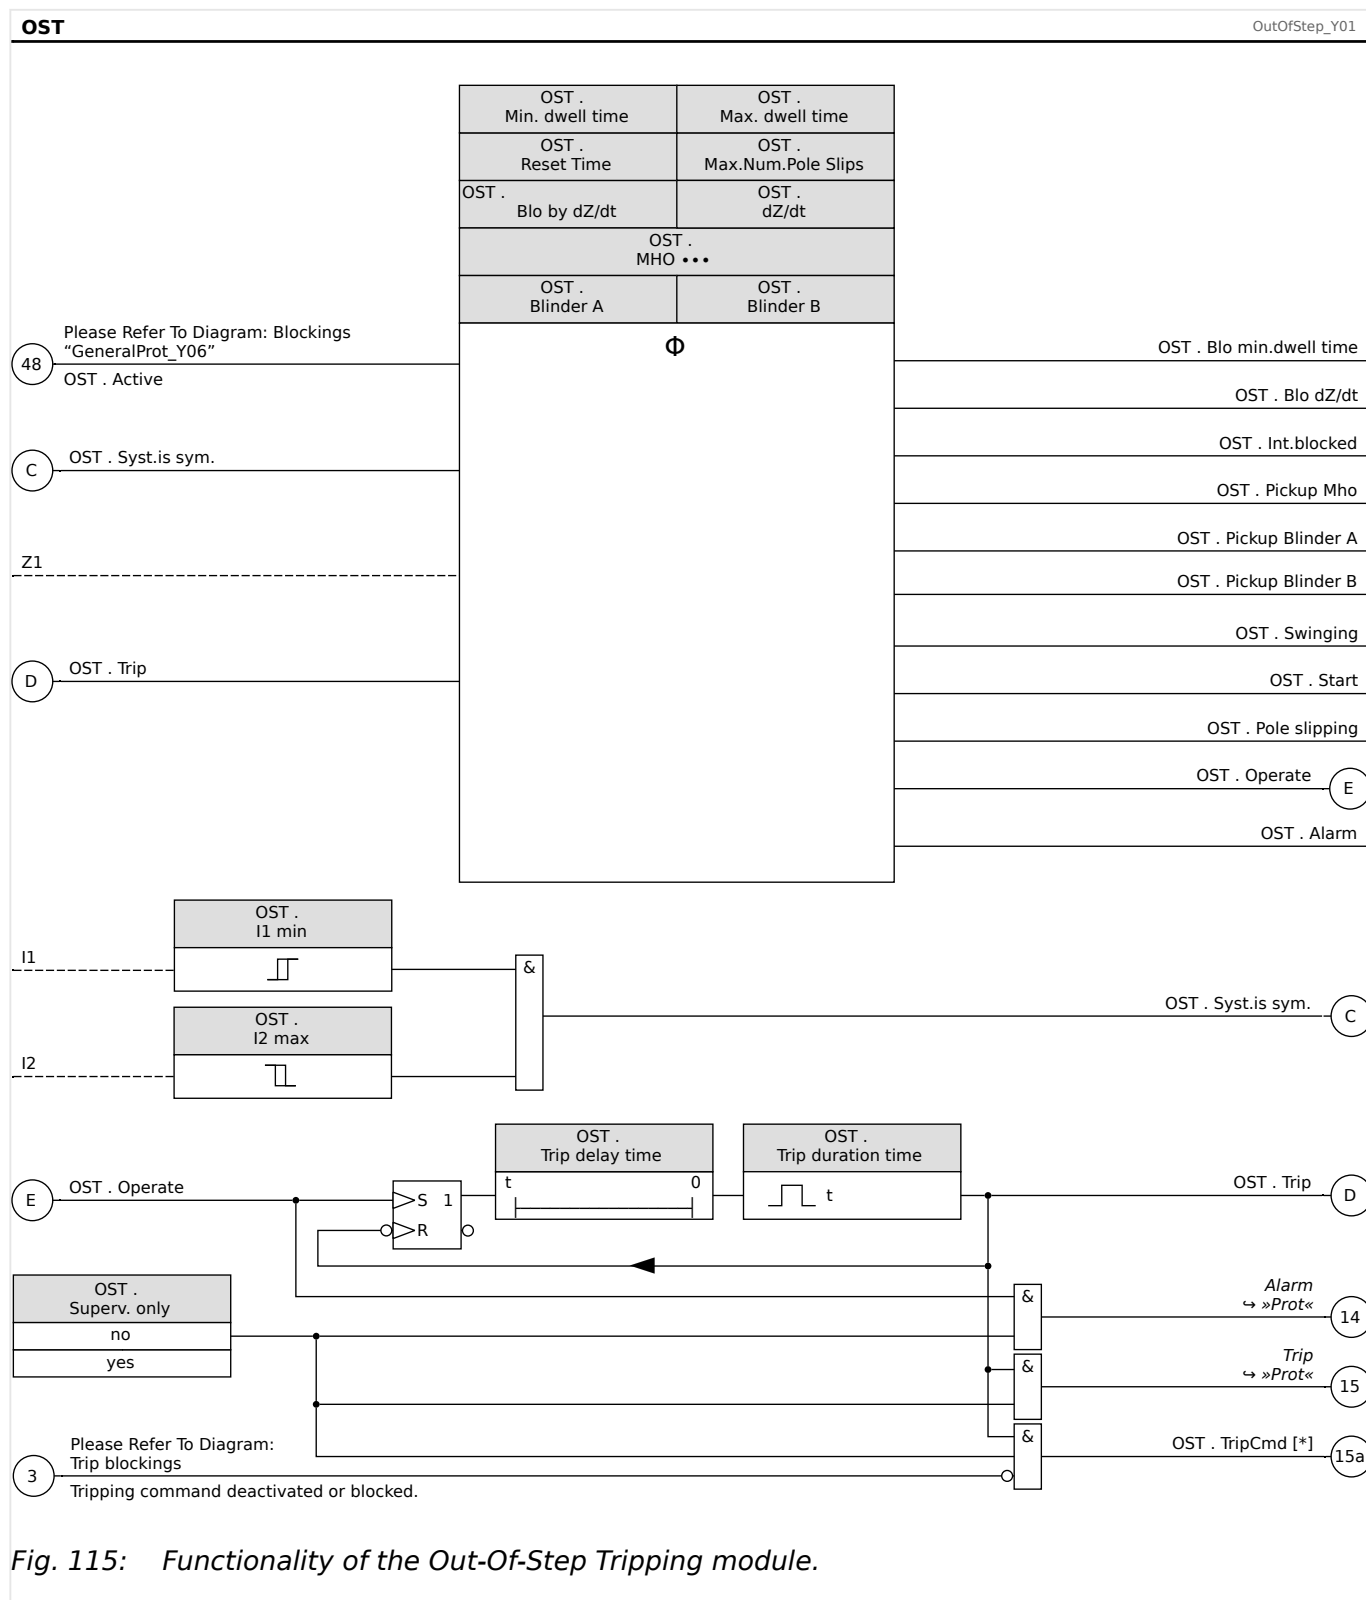 OST
OutOfStep_Y01
OST .
Min. dwell time
OST .
Max. dwell time
OST .
Reset Time
OST .
Max.Num.Pole Slips
OST .
Blo by dZ/dt
OST .
dZ/dt
OST .
MHO •••
OST .
Blinder A
OST .
Blinder B
Φ
Please Refer To Diagram: Blockings
“GeneralProt_Y06”
48
OST . Active
C
OST . Syst.is sym.
Z1
D
OST . Trip
OST . Blo min.dwell time
OST . Blo dZ/dt
OST . Int.blocked
OST . Pickup Mho
OST . Pickup Blinder A
OST . Pickup Blinder B
OST . Swinging
OST . Start
OST . Pole slipping
OST . Operate
E
OST . Alarm
OST .
I1 min
I1
OST .
I2 max
I2
&
OST . Syst.is sym.
C
E
OST . Operate
S 1
R
OST .
Trip delay time
t 0
OST .
Trip duration time
t
OST . Trip
D
OST .
Superv. only
no
yes
&
Alarm
↪ »Prot«
14
&
Trip
↪ »Prot«
15
&
OST . TripCmd [*]
15a
3
Please Refer To Diagram:
Trip blockings
Tripping command deactivated or blocked.
Fig. 115: Functionality of the Out-Of-Step Tripping module.